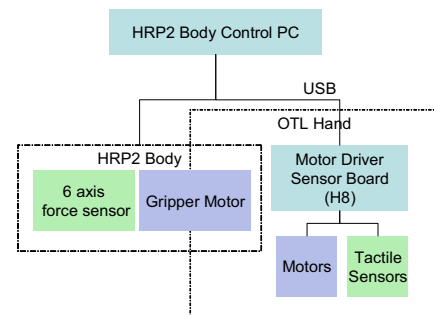 HRP2 Body Control PC
USB
OTL Hand
HRP2 Body
6 axis
force sensor
Gripper Motor
Motor Driver
Sensor Board
(H8)
Motors
Tactile
Sensors